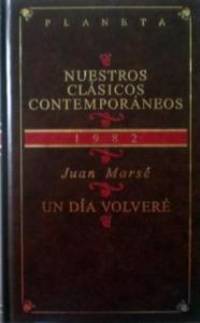 PLANETA
NUESTROS
CLÁSICOS
CONTEMPORÁNEOS
1982
Juan Marsé
UN DÍA VOLVERÉ